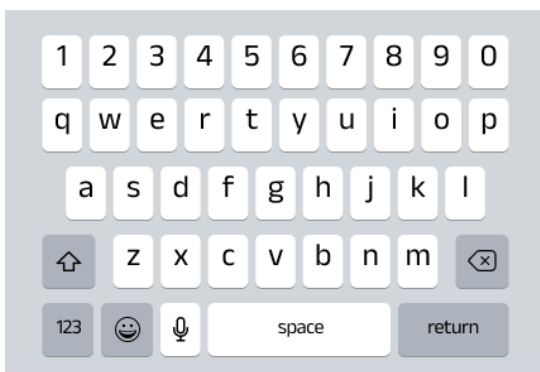 1 2 3 4 5 6 7 8 9 0
q w e r t y u i o p
a s d f g h j k l
z x c v b n m
123 space return